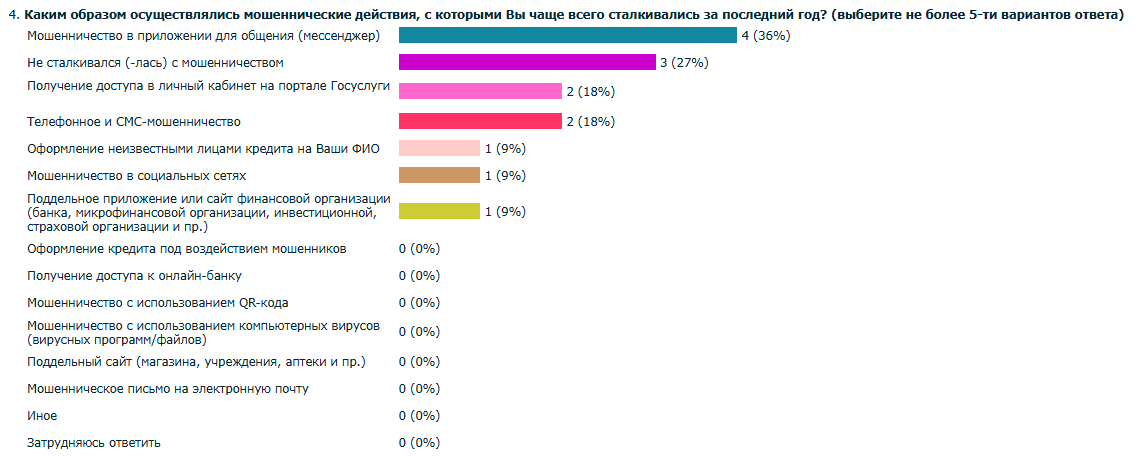 4. Каким образом осуществлялись мошеннические действия, с которыми Вы чаще всего сталкивались за последний год? (выберите не более 5-ти вариантов ответа)
Мошенничество в приложении для общения (мессенджер) 4 (36%)
Не сталкивался (-лась) с мошенничеством 3 (27%)
Получение доступа в личный кабинет на портале Госуслуги 2 (18%)
Телефонное и СМС-мошенничество 2 (18%)
Оформление неизвестными лицами кредита на Ваши ФИО 1 (9%)
Мошенничество в социальных сетях 1 (9%)
Поддельное приложение или сайт финансовой организации
(банка, микрофинансовой организации, инвестиционной, 1 (9%)
страховой организации и пр.)
Оформление кредита под воздействием мошенников 0 (0%)
Получение доступа к онлайн-банку 0 (0%)
Мошенничество с использованием QR-кода 0 (0%)
Мошенничество с использованием компьютерных вирусов 0 (0%)
(вирусных программ/файлов)
Поддельный сайт (магазина, учреждения, аптеки и пр.) 0 (0%)
Мошенническое письмо на электронную почту 0 (0%)
Иное 0 (0%)
Затрудняюсь ответить 0 (0%)